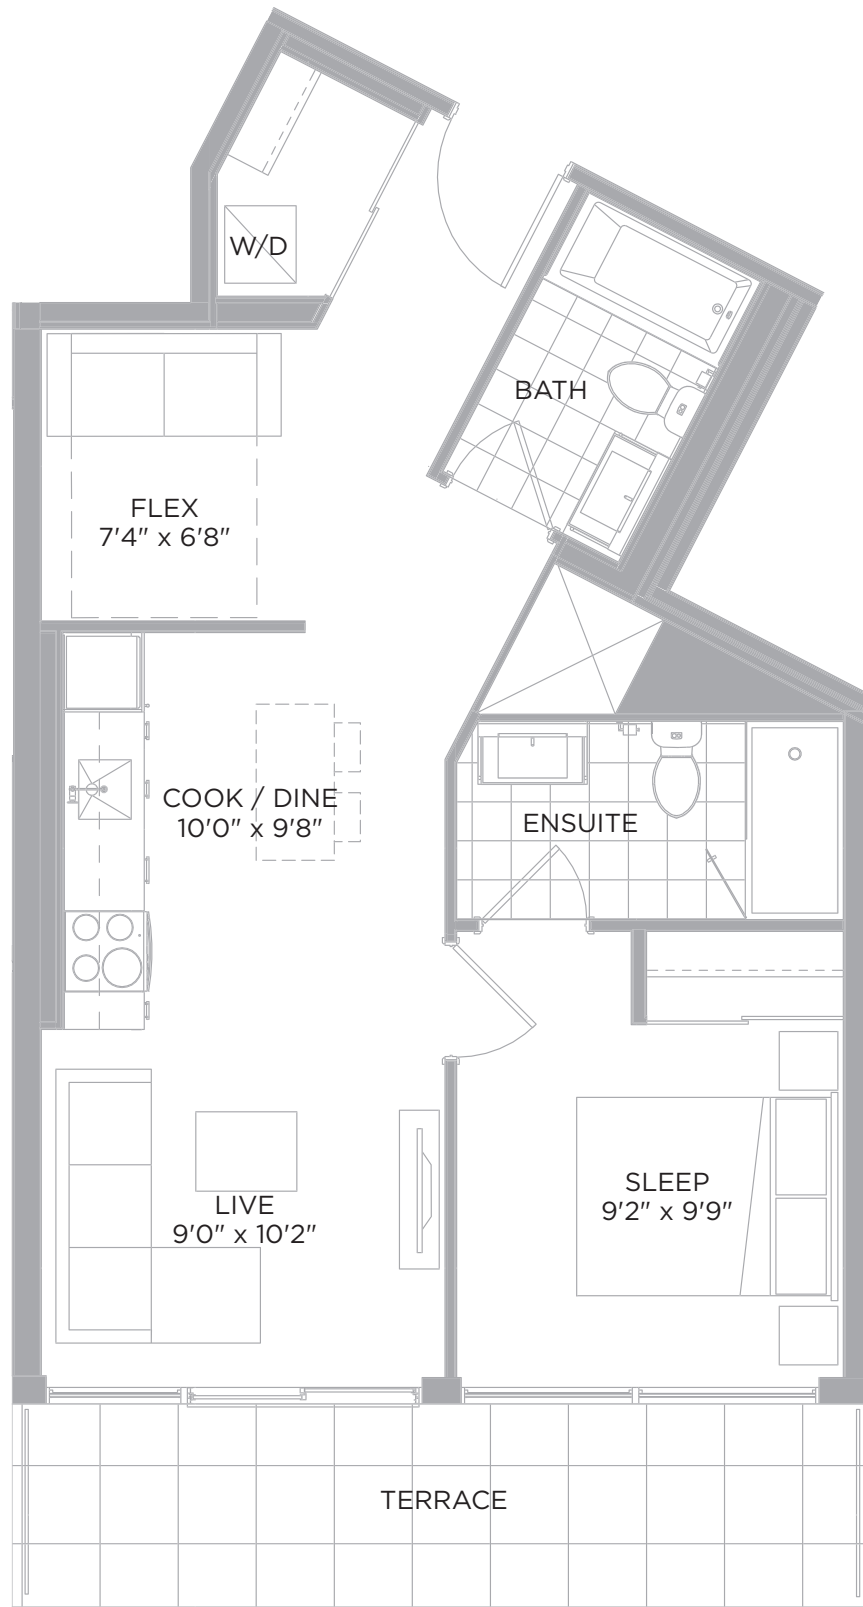 W/D
BATH
FLEX
7'4" x 6'8"
COOK / DINE
10'0" x 9'8"
ENSUITE
SLEEP
9'2" x 9'9"
LIVE
9'0" x 10'2"
TERRACE